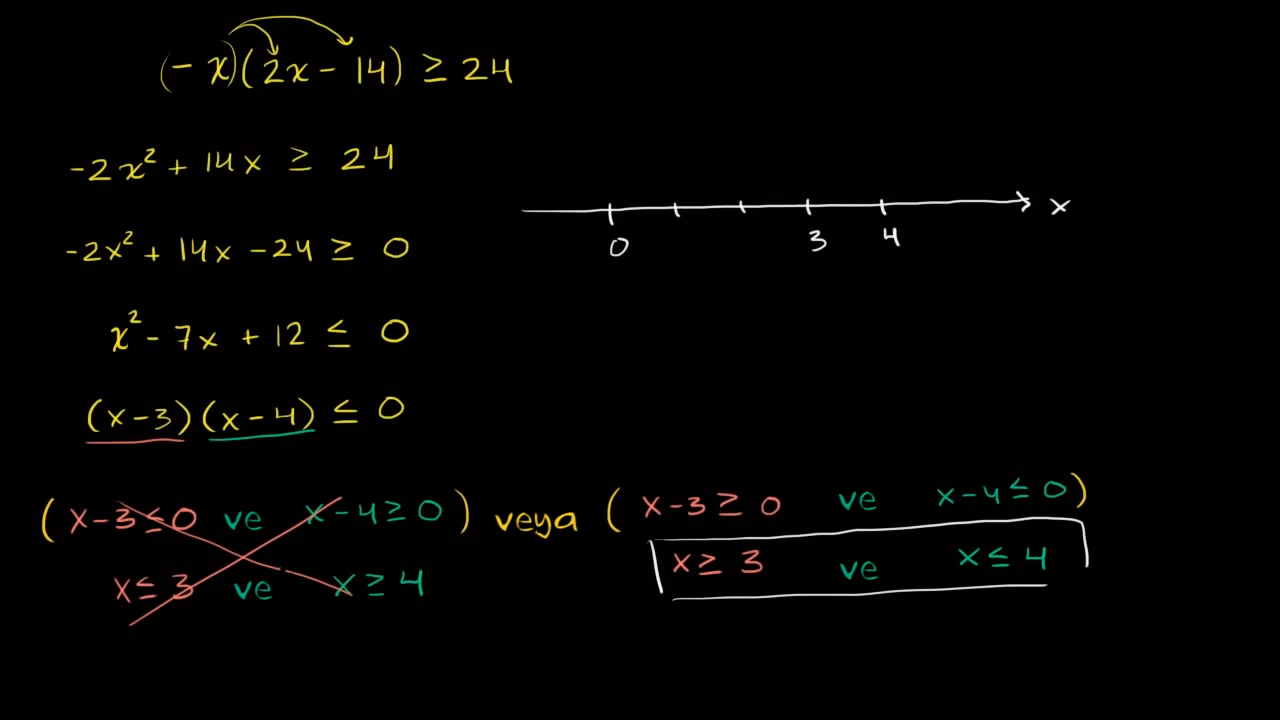 (-x)(2x-14) ≥ 24
-2x² + 14x ≥ 24
-2x² + 14x - 24 ≥ 0
x² - 7x + 12 ≤ 0
(x-3)(x-4) ≤ 0
(x-3≤0 ve x-4≥0) veya (x-3≥0 ve x-4≤0)
x≤3 ve x≥4
x≥3 ve x≤4
x
0 3 4